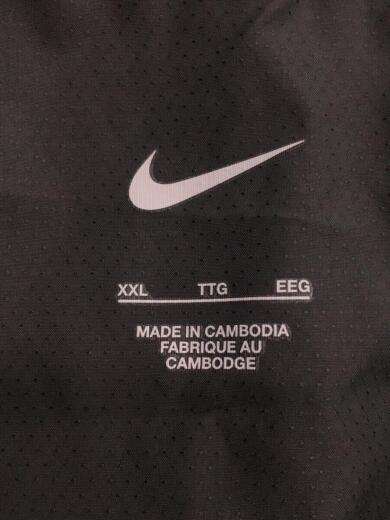 XXL TTG EEG
MADE IN CAMBODIA
FABRIQUE AU
CAMBODGE